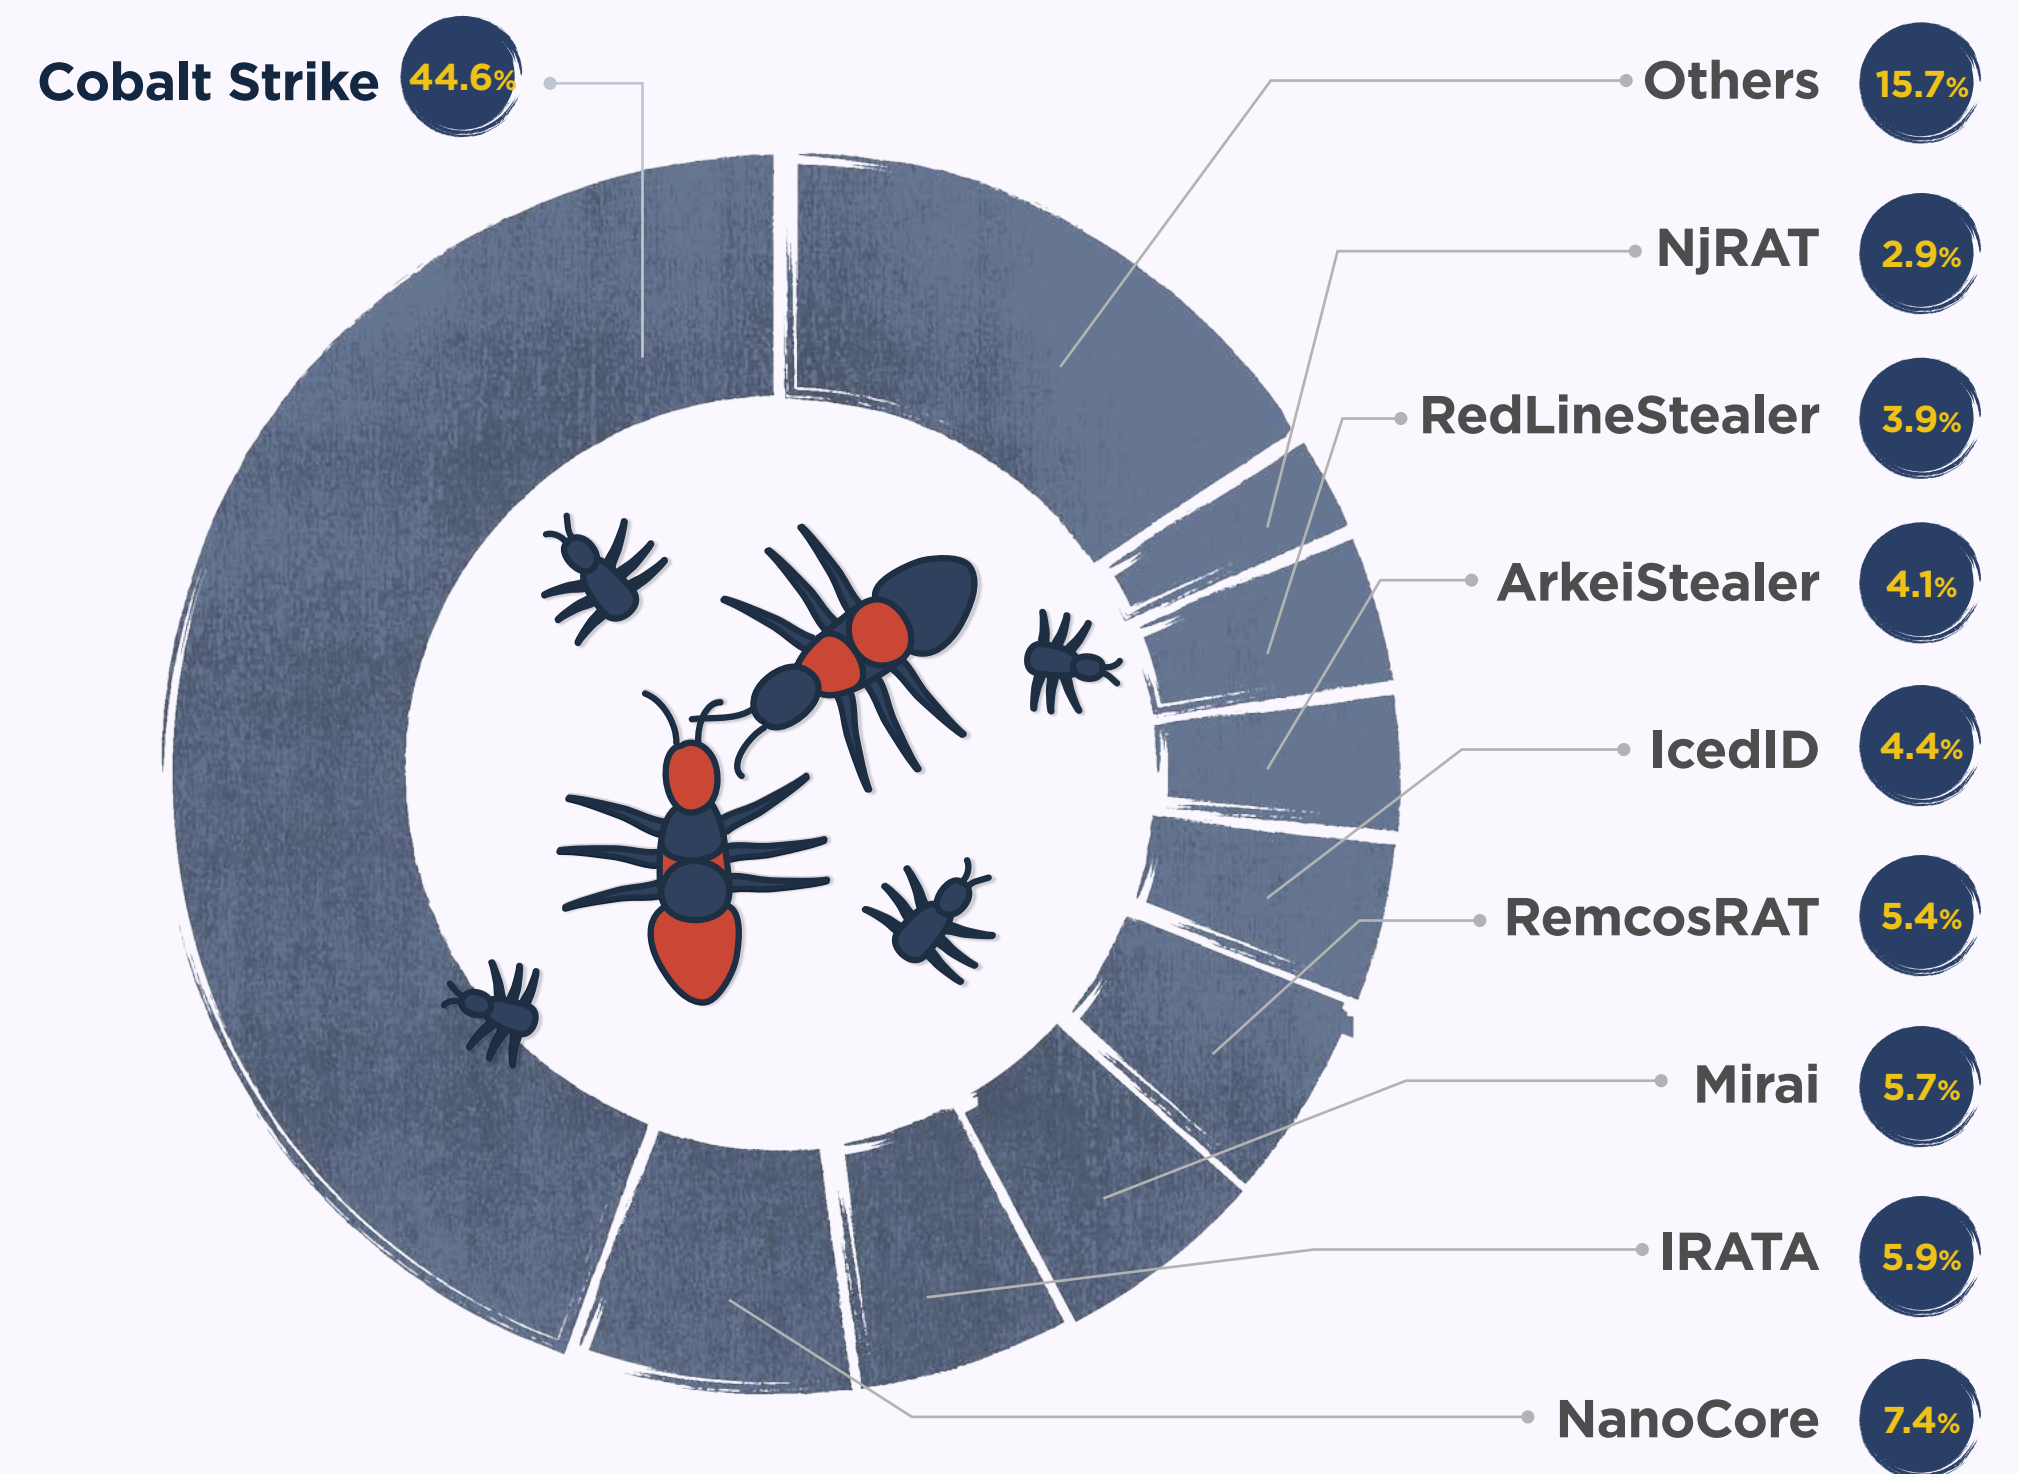 Cobalt Strike 44.6%
Others 15.7%
NjRAT 2.9%
RedLineStealer 3.9%
ArkeiStealer 4.1%
IcedID 4.4%
RemcosRAT 5.4%
Mirai 5.7%
IRATA 5.9%
NanoCore 7.4%